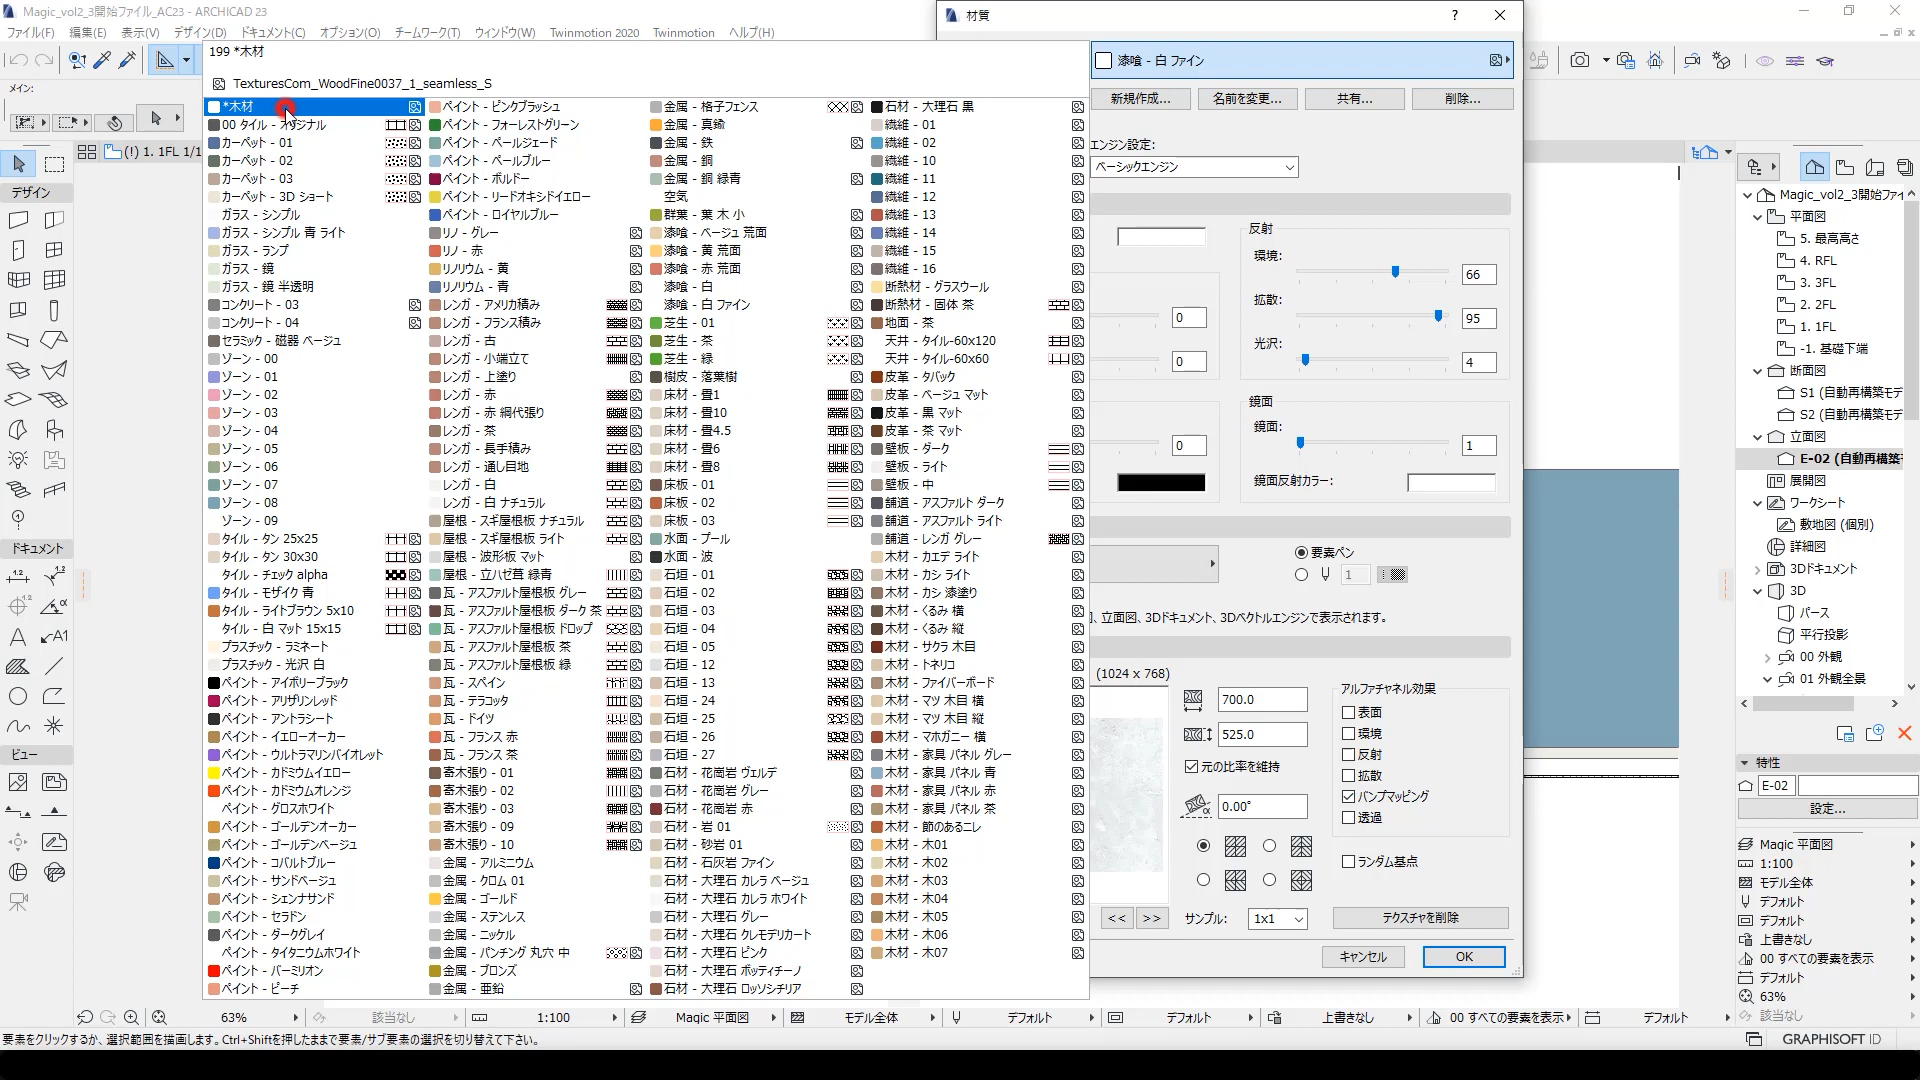 Magic_vol2_3開始ファイル_AC23 - ARCHICAD 23
ファイル(F) 編集(E) 表示(V) デザイン(D) ドキュメント(C) オプション(O) チームワーク(T) ウィンドウ(W) Twinmotion 2020 Twinmotion ヘルプ(H)
199 *木材
TexturesCom_WoodFine0037_1_seamless_S
メイン:
(!) 1. 1FL 1/1
デザイン
ドキュメント
ビュー
*木材
00 タイル - オリジナル
カーペット - 01
カーペット - 02
カーペット - 03
カーペット - 3D ショート
ガラス - シンプル
ガラス - シンプル 青 ライト
ガラス - ランプ
ガラス - 鏡
ガラス - 鏡 半透明
コンクリート - 03
コンクリート - 04
セラミック - 磁器 ベージュ
ゾーン - 00
ゾーン - 01
ゾーン - 02
ゾーン - 03
ゾーン - 04
ゾーン - 05
ゾーン - 06
ゾーン - 07
ゾーン - 08
ゾーン - 09
タイル - タン 25x25
タイル - タン 30x30
タイル - チェック alpha
タイル - モザイク 青
タイル - ライトブラウン 5x10
タイル - 白 マット 15x15
プラスチック - ラミネート
プラスチック - 光沢 白
ペイント - アイボリーブラック
ペイント - アリザリンレッド
ペイント - アントラシート
ペイント - イエローオーカー
ペイント - ウルトラマリンバイオレット
ペイント - カドミウムイエロー
ペイント - カドミウムオレンジ
ペイント - グロスホワイト
ペイント - ゴールデンオーカー
ペイント - ゴールデンベージュ
ペイント - コバルトブルー
ペイント - サンドベージュ
ペイント - シェンナサンド
ペイント - セラドン
ペイント - ダークグレイ
ペイント - タイタニウムホワイト
ペイント - バーミリオン
ペイント - ピーチ
ペイント - ピンクブラッシュ
ペイント - フォーレストグリーン
ペイント - ペールジェード
ペイント - ペールブルー
ペイント - ボルドー
ペイント - リードオキシドイエロー
ペイント - ロイヤルブルー
リノ - グレー
リノ - 赤
リノリウム - 黄
リノリウム - 青
レンガ - アメリカ積み
レンガ - フランス積み
レンガ - 古
レンガ - 小端立て
レンガ - 上塗り
レンガ - 赤
レンガ - 赤 網代張り
レンガ - 茶
レンガ - 長手積み
レンガ - 通し目地
レンガ - 白
レンガ - 白 ナチュラル
屋根 - スギ屋根板 ナチュラル
屋根 - スギ屋根板 ライト
屋根 - 波形板 マット
屋根 - 立ハゼ葺 緑青
瓦 - アスファルト屋根板 グレー
瓦 - アスファルト屋根板 ダーク 茶
瓦 - アスファルト屋根板 ドロップ
瓦 - アスファルト屋根板 茶
瓦 - アスファルト屋根板 緑
瓦 - スペイン
瓦 - テラコッタ
瓦 - ドイツ
瓦 - フランス 赤
瓦 - フランス 茶
寄木張り - 01
寄木張り - 02
寄木張り - 03
寄木張り - 09
寄木張り - 10
金属 - アルミニウム
金属 - クロム 01
金属 - ゴールド
金属 - ステンレス
金属 - ニッケル
金属 - パンチング 丸穴 中
金属 - ブロンズ
金属 - 亜鉛
金属 - 格子フェンス
金属 - 真鍮
金属 - 鉄
金属 - 銅
金属 - 銅 緑青
空気
群葉 - 葉 木 小
漆喰 - ベージュ 荒面
漆喰 - 黄 荒面
漆喰 - 赤 荒面
漆喰 - 白
漆喰 - 白 ファイン
芝生 - 01
芝生 - 茶
芝生 - 緑
樹皮 - 落葉樹
床材 - 畳1
床材 - 畳10
床材 - 畳4.5
床材 - 畳6
床材 - 畳8
床板 - 01
床板 - 02
床板 - 03
水面 - プール
水面 - 波
石垣 - 01
石垣 - 02
石垣 - 03
石垣 - 04
石垣 - 05
石垣 - 12
石垣 - 13
石垣 - 24
石垣 - 25
石垣 - 26
石垣 - 27
石材 - 花崗岩 ヴェルデ
石材 - 花崗岩 グレー
石材 - 花崗岩 赤
石材 - 岩 01
石材 - 砂岩 01
石材 - 石灰岩 ファイン
石材 - 大理石 カレラ ベージュ
石材 - 大理石 カレラ ホワイト
石材 - 大理石 グレー
石材 - 大理石 クレモデリカート
石材 - 大理石 ピンク
石材 - 大理石 ボッティチーノ
石材 - 大理石 ロッソシチリア
石材 - 大理石 黒
繊維 - 01
繊維 - 02
繊維 - 10
繊維 - 11
繊維 - 12
繊維 - 13
繊維 - 14
繊維 - 15
繊維 - 16
断熱材 - グラスウール
断熱材 - 固体 茶
地面 - 茶
天井 - タイル-60x120
天井 - タイル-60x60
皮革 - タバック
皮革 - ベージュ マット
皮革 - 黒 マット
皮革 - 茶 マット
壁板 - ダーク
壁板 - ライト
壁板 - 中
舗道 - アスファルト ダーク
舗道 - アスファルト ライト
舗道 - レンガ グレー
木材 - カエデ ライト
木材 - カシ ライト
木材 - カシ 漆塗り
木材 - くるみ 横
木材 - くるみ 縦
木材 - サクラ 木目
木材 - トネリコ
木材 - ファイバーボード
木材 - マツ 木目 横
木材 - マツ 木目 縦
木材 - マホガニー 横
木材 - 家具 パネル グレー
木材 - 家具 パネル 青
木材 - 家具 パネル 赤
木材 - 家具 パネル 茶
木材 - 節のあるニレ
木材 - 木01
木材 - 木02
木材 - 木03
木材 - 木04
木材 - 木05
木材 - 木06
木材 - 木07
材質
?
漆喰 - 白 ファイン
新規作成... 名前を変更... 共有... 削除...
エンジン設定:
ベーシックエンジン
反射
環境:
66
拡散:
0
95
光沢:
0
4
鏡面
鏡面:
0
1
鏡面反射カラー:
要素ペン
1
、立面図、3Dドキュメント、3Dベクトルエンジンで表示されます。
(1024 x 768)
アルファチャネル効果
700.0
表面
525.0
環境
反射
元の比率を維持
拡散
バンプマッピング
0.00°
透過
ランダム基点
<< >> サンプル: 1x1 テクスチャを削除
キャンセル OK
Magic_vol2_3開始ファイ
平面図
5. 最高高さ
4. RFL
3. 3FL
2. 2FL
1. 1FL
-1. 基礎下端
断面図
S1 (自動再構築モデ
S2 (自動再構築モデ
立面図
E-02 (自動再構築モ
展開図
ワークシート
敷地図 (個別)
詳細図
3Dドキュメント
3D
パース
平行投影
00 外観
01 外観全景
特性
E-02
設定...
Magic 平面図
1:100
モデル全体
デフォルト
デフォルト
上書きなし
00 すべての要素を表示
デフォルト
63%
該当なし
63% 該当なし 1:100 Magic 平面図 モデル全体 デフォルト デフォルト 上書きなし 00 すべての要素を表示 デフォルト
要素をクリックするか、選択範囲を描画します。Ctrl+Shiftを押したままで要素/サブ要素の選択を切り替えて下さい。
GRAPHISOFT ID